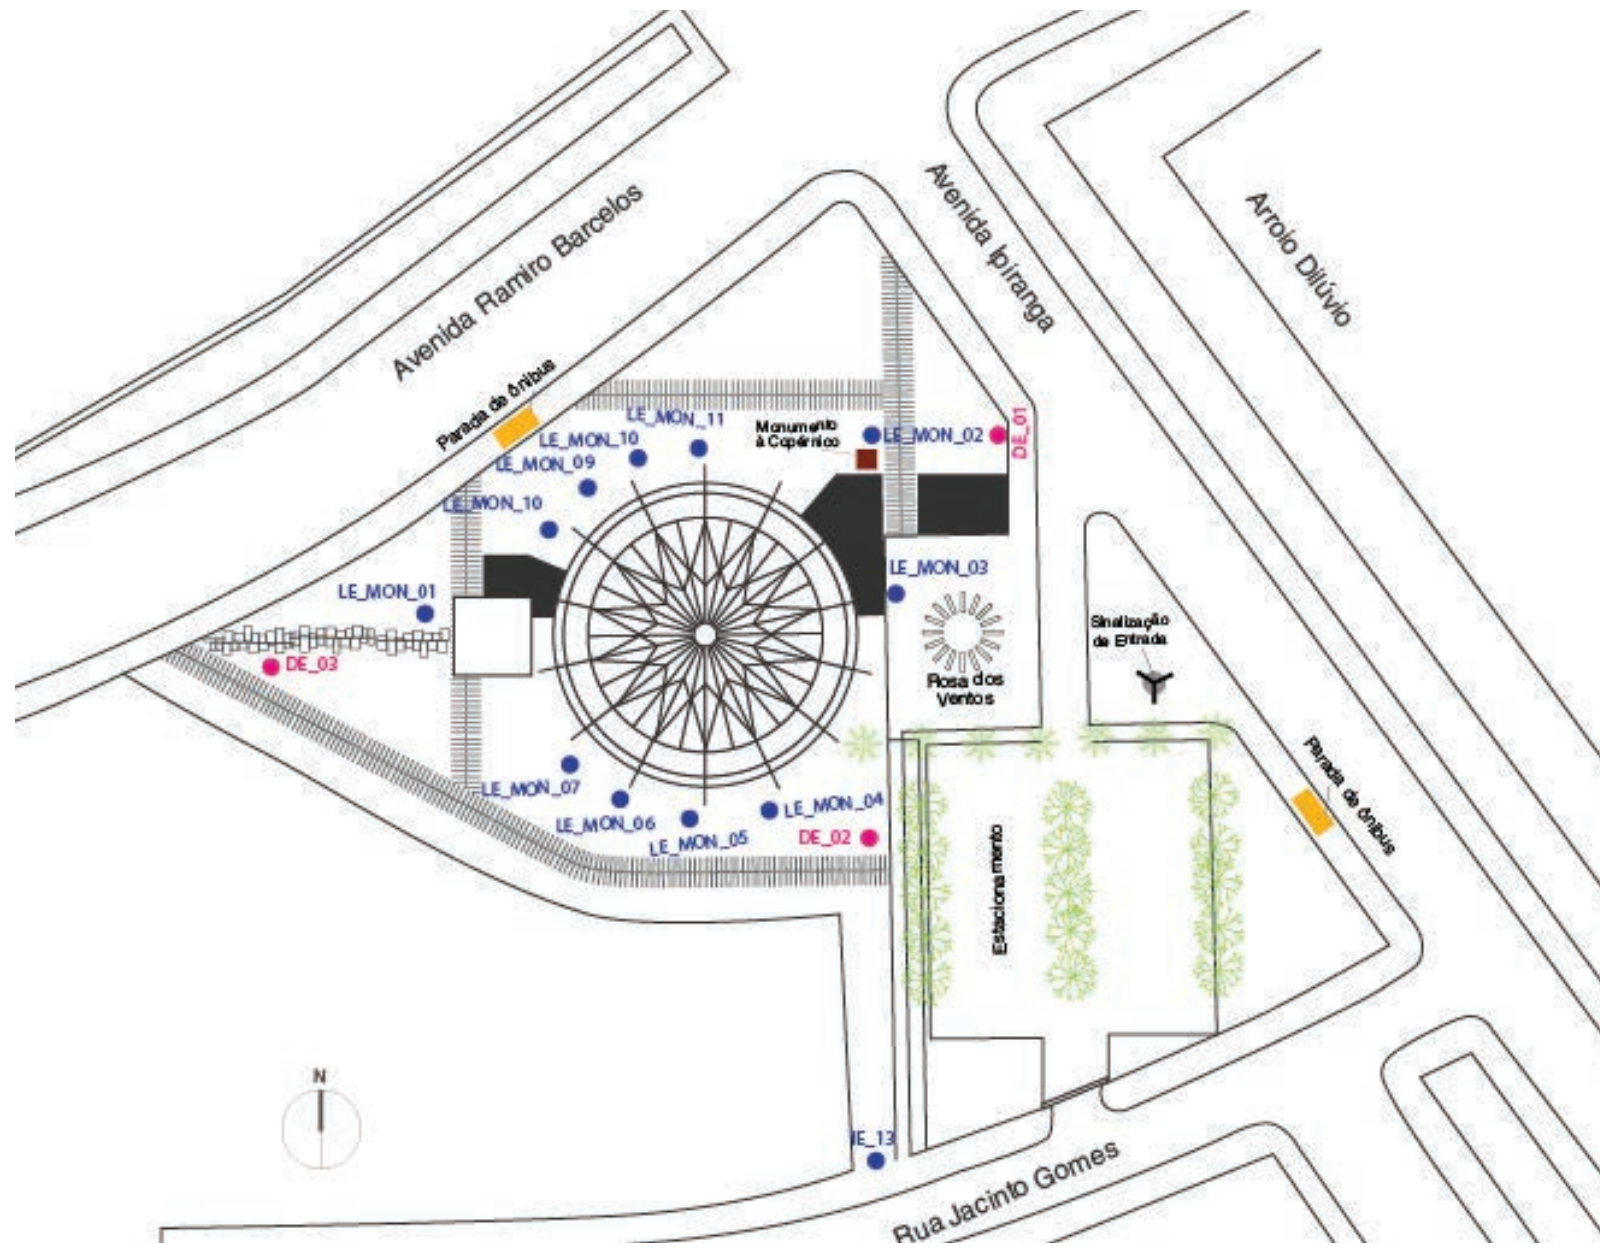 Avenida Ramiro Barcelos
Avenida Ipiranga
Arroio Dilúvio
Parada de ônibus
LE_MON_11
LE_MON_10
LE_MON_09
LE_MON_10
Monumento
à Copérnico
LE_MON_02
DE_01
LE_MON_01
LE_MON_03
DE_03
Sinalização
de Entrada
Rosa dos
Ventos
LE_MON_07
LE_MON_06
LE_MON_05
LE_MON_04
DE_02
Parada de ônibus
Estacionamento
N
IE_13
Rua Jacinto Gomes